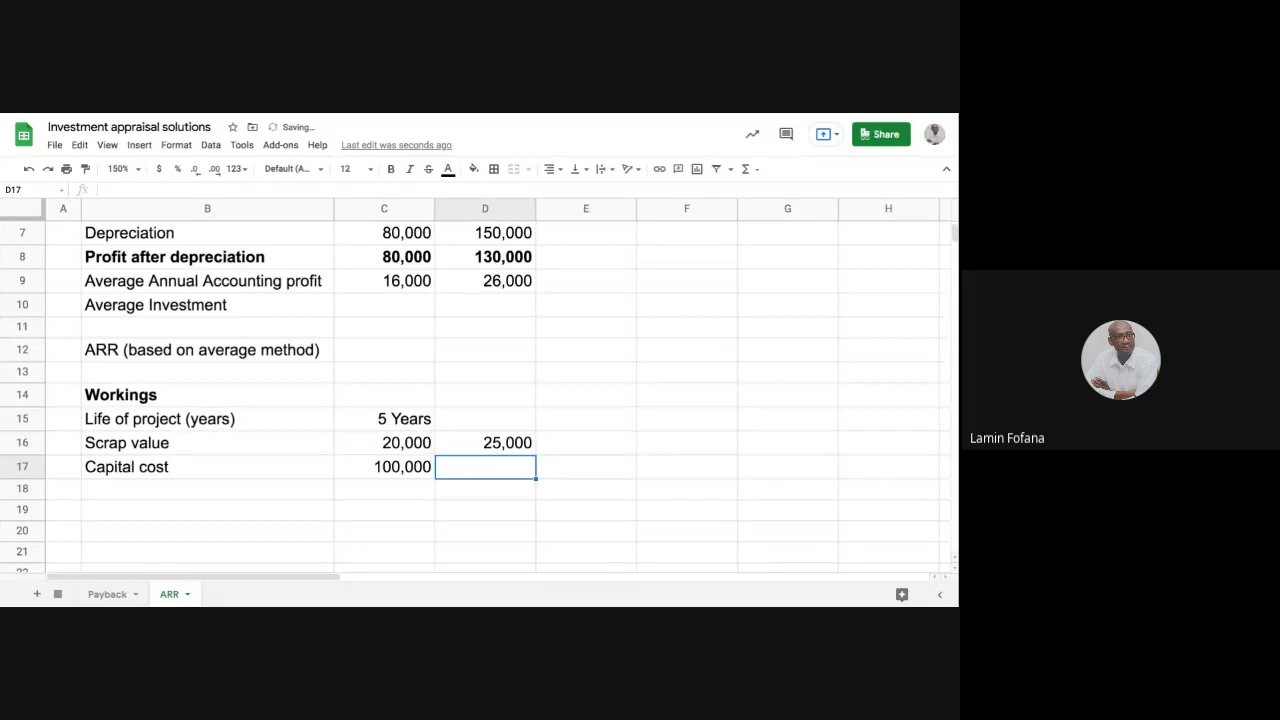 Investment appraisal solutions Saving...
File Edit View Insert Format Data Tools Add-ons Help Last edit was seconds ago
Share
150% $ % .0 .00 123 Default (A... 12 B I S A Σ
D17 fx
A B C D E F G H
7 Depreciation 80,000 150,000
8 Profit after depreciation 80,000 130,000
9 Average Annual Accounting profit 16,000 26,000
10 Average Investment
11
12 ARR (based on average method)
13
14 Workings
15 Life of project (years) 5 Years
16 Scrap value 20,000 25,000
17 Capital cost 100,000
18
19
20
21
22
Payback ARR
Lamin Fofana